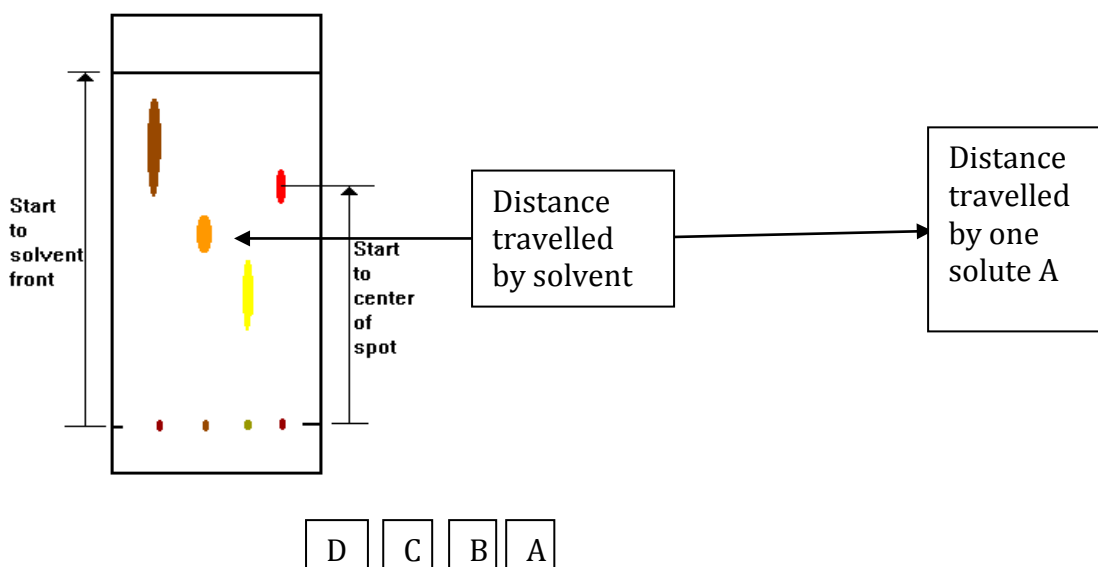 Start
to
solvent
front
Start
to
center
of
spot
Distance
travelled
by solvent
Distance
travelled
by one
solute A
D C B A